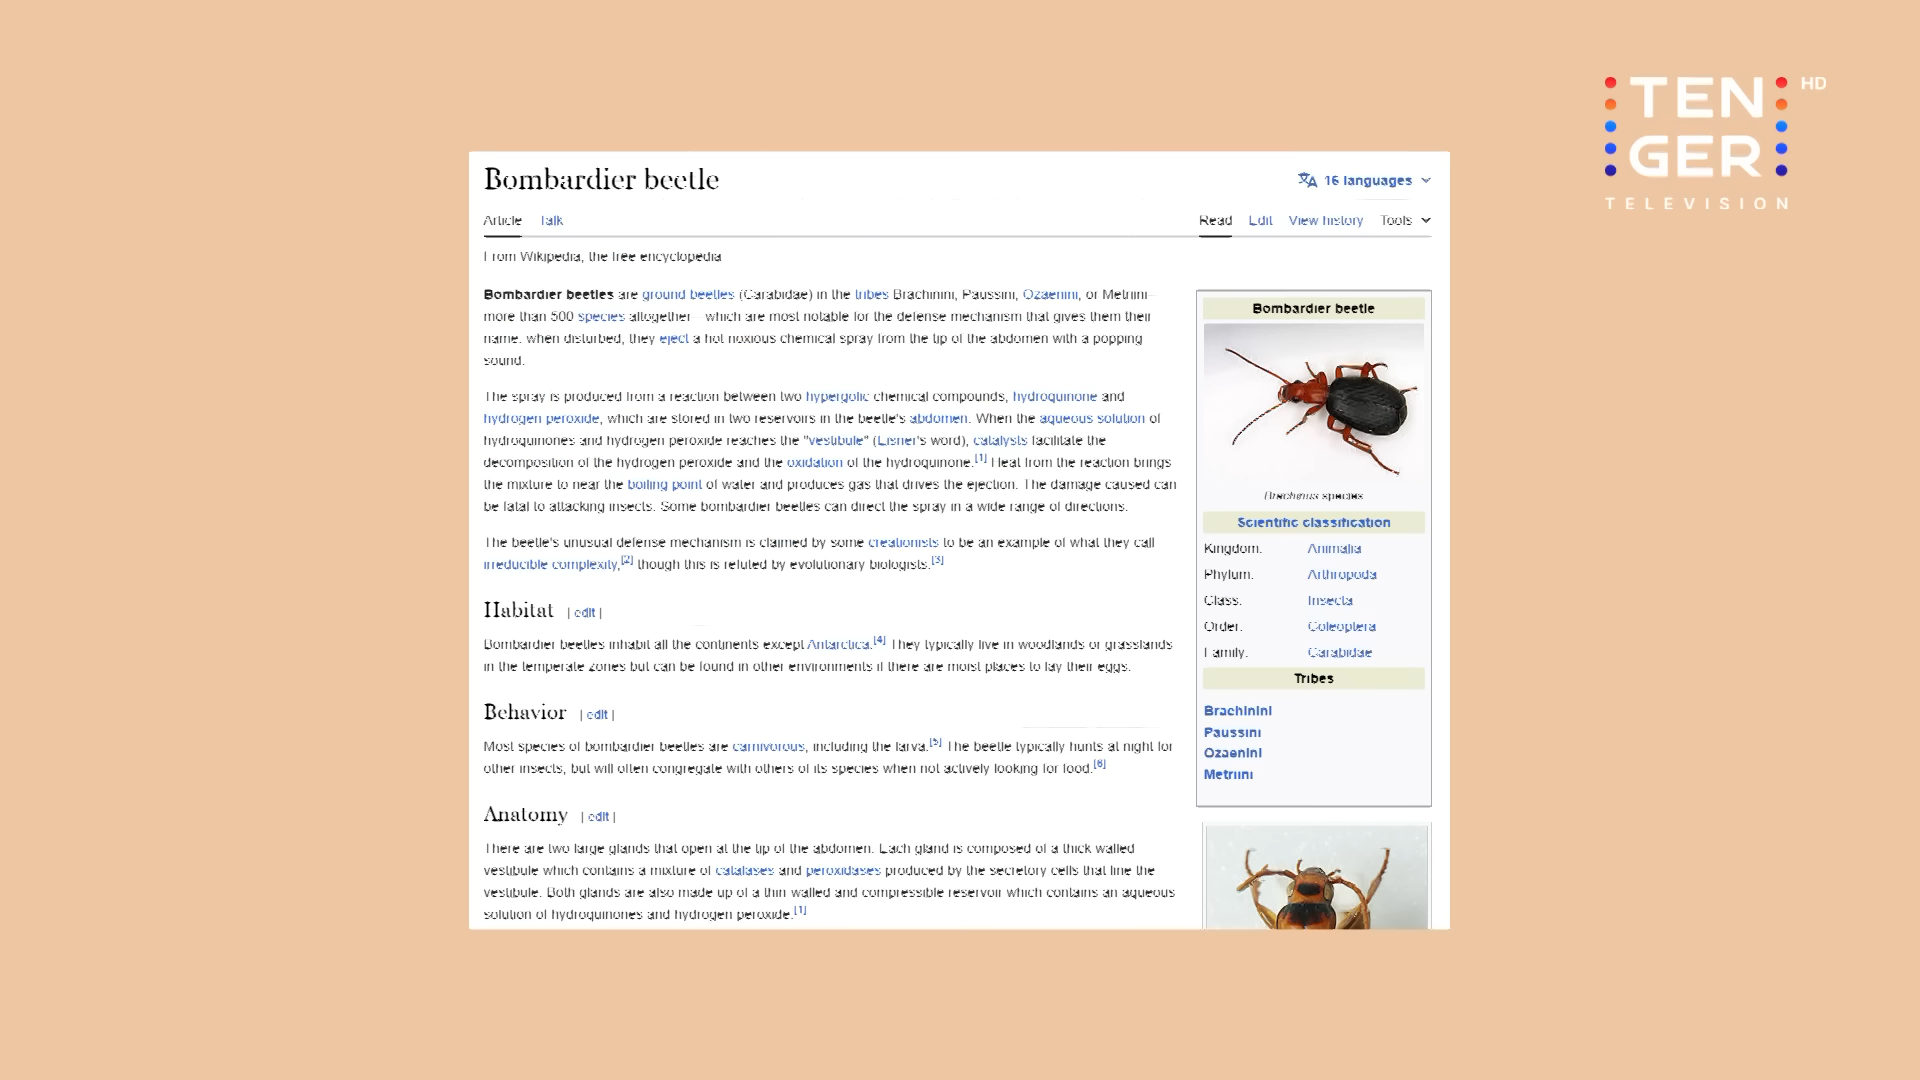 TEN
GER
HD
TELEVISION
Bombardier beetle
16 languages
Article Talk
Read Edit View history Tools
From Wikipedia, the free encyclopedia
Bombardier beetles are ground beetles (Carabidae) in the tribes Brachinini, Paussini, Ozaenini, or Metriini—
more than 500 species altogether—which are most notable for the defense mechanism that gives them their
name: when disturbed, they eject a hot noxious chemical spray from the tip of the abdomen with a popping
sound.
The spray is produced from a reaction between two hypergolic chemical compounds, hydroquinone and
hydrogen peroxide, which are stored in two reservoirs in the beetle's abdomen. When the aqueous solution of
hydroquinones and hydrogen peroxide reaches the "vestibule" (Eisner's word), catalysts facilitate the
decomposition of the hydrogen peroxide and the oxidation of the hydroquinone.[1] Heat from the reaction brings
the mixture to near the boiling point of water and produces gas that drives the ejection. The damage caused can
be fatal to attacking insects. Some bombardier beetles can direct the spray in a wide range of directions.
The beetle's unusual defense mechanism is claimed by some creationists to be an example of what they call
irreducible complexity,[2] though this is refuted by evolutionary biologists.[3]
Habitat [ edit ]
Bombardier beetles inhabit all the continents except Antarctica.[4] They typically live in woodlands or grasslands
in the temperate zones but can be found in other environments if there are moist places to lay their eggs.
Behavior [ edit ]
Most species of bombardier beetles are carnivorous, including the larva.[5] The beetle typically hunts at night for
other insects, but will often congregate with others of its species when not actively looking for food.[6]
Anatomy [ edit ]
There are two large glands that open at the tip of the abdomen. Each gland is composed of a thick walled
vestibule which contains a mixture of catalases and peroxidases produced by the secretory cells that line the
vestibule. Both glands are also made up of a thin walled and compressible reservoir which contains an aqueous
solution of hydroquinones and hydrogen peroxide.[1]
Bombardier beetle
Brachinus species
Scientific classification
Kingdom: Animalia
Phylum: Arthropoda
Class: Insecta
Order: Coleoptera
Family: Carabidae
Tribes
Brachinini
Paussini
Ozaenini
Metriini